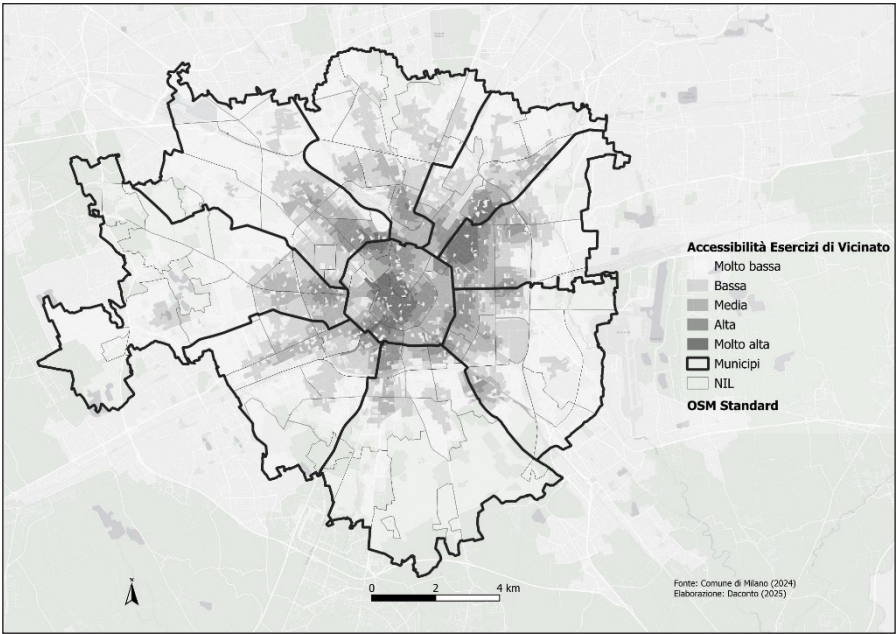 Accessibilità Esercizi di Vicinato
Molto bassa
Bassa
Media
Alta
Molto alta
Municipi
NIL
OSM Standard
N
0 2 4 km
Fonte: Comune di Milano (2024)
Elaborazione: Daconto (2025)